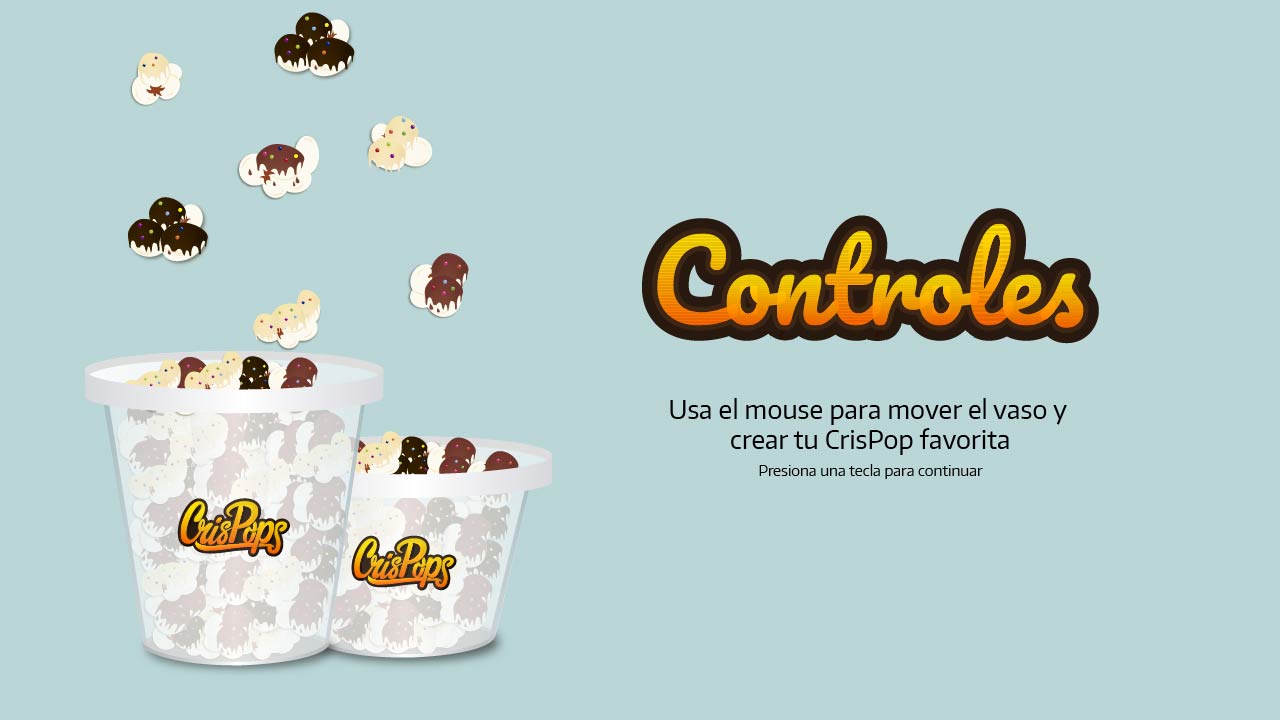 Controles
Usa el mouse para mover el vaso y
crear tu CrisPop favorita
Presiona una tecla para continuar
CrisPops
CrisPops